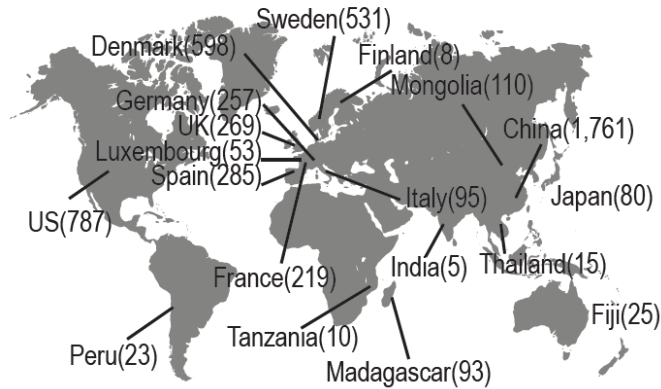 Sweden(531)
Denmark(598)
Finland(8)
Mongolia(110)
Germany(257)
UK(269)
China(1,761)
Luxembourg(53)
Spain(285)
Italy(95)
Japan(80)
US(787)
France(219)
India(5)
Thailand(15)
Fiji(25)
Tanzania(10)
Peru(23)
Madagascar(93)